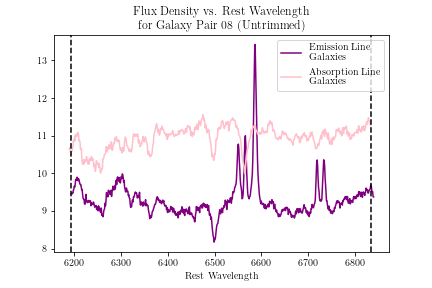 Flux Density vs. Rest Wavelength
for Galaxy Pair 08 (Untrimmed)
Emission Line
Galaxies
Absorption Line
Galaxies
13
12
11
10
9
8
6200 6300 6400 6500 6600 6700 6800
Rest Wavelength